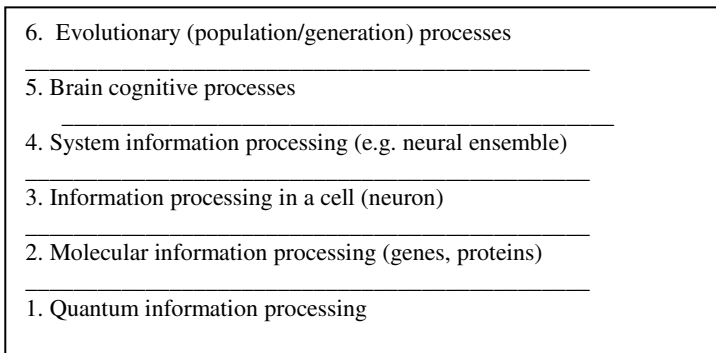 6. Evolutionary (population/generation) processes
5. Brain cognitive processes
4. System information processing (e.g. neural ensemble)
3. Information processing in a cell (neuron)
2. Molecular information processing (genes, proteins)
1. Quantum information processing